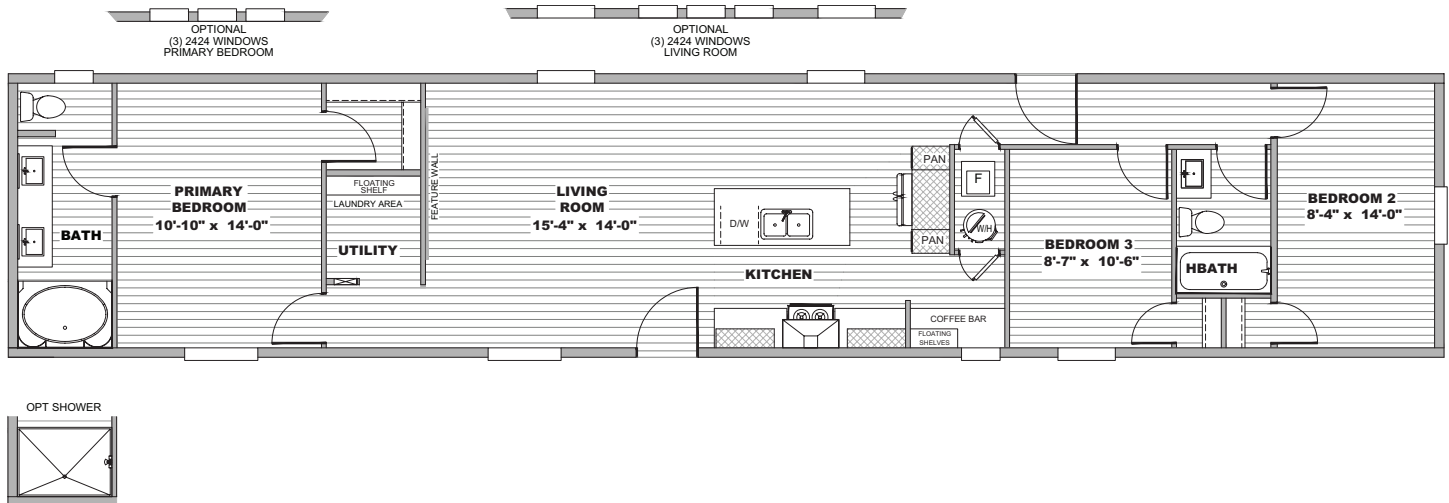 OPTIONAL
(3) 2424 WINDOWS
PRIMARY BEDROOM
OPTIONAL
(3) 2424 WINDOWS
LIVING ROOM
BATH
PRIMARY
BEDROOM
10'-10" x 14'-0"
FLOATING
SHELF
LAUNDRY AREA
UTILITY
FEATURE WALL
LIVING
ROOM
15'-4" x 14'-0"
D/W
KITCHEN
PAN
PAN
F
W/H
COFFEE BAR
FLOATING
SHELVES
BEDROOM 3
8'-7" x 10'-6"
HBATH
BEDROOM 2
8'-4" x 14'-0"
OPT SHOWER